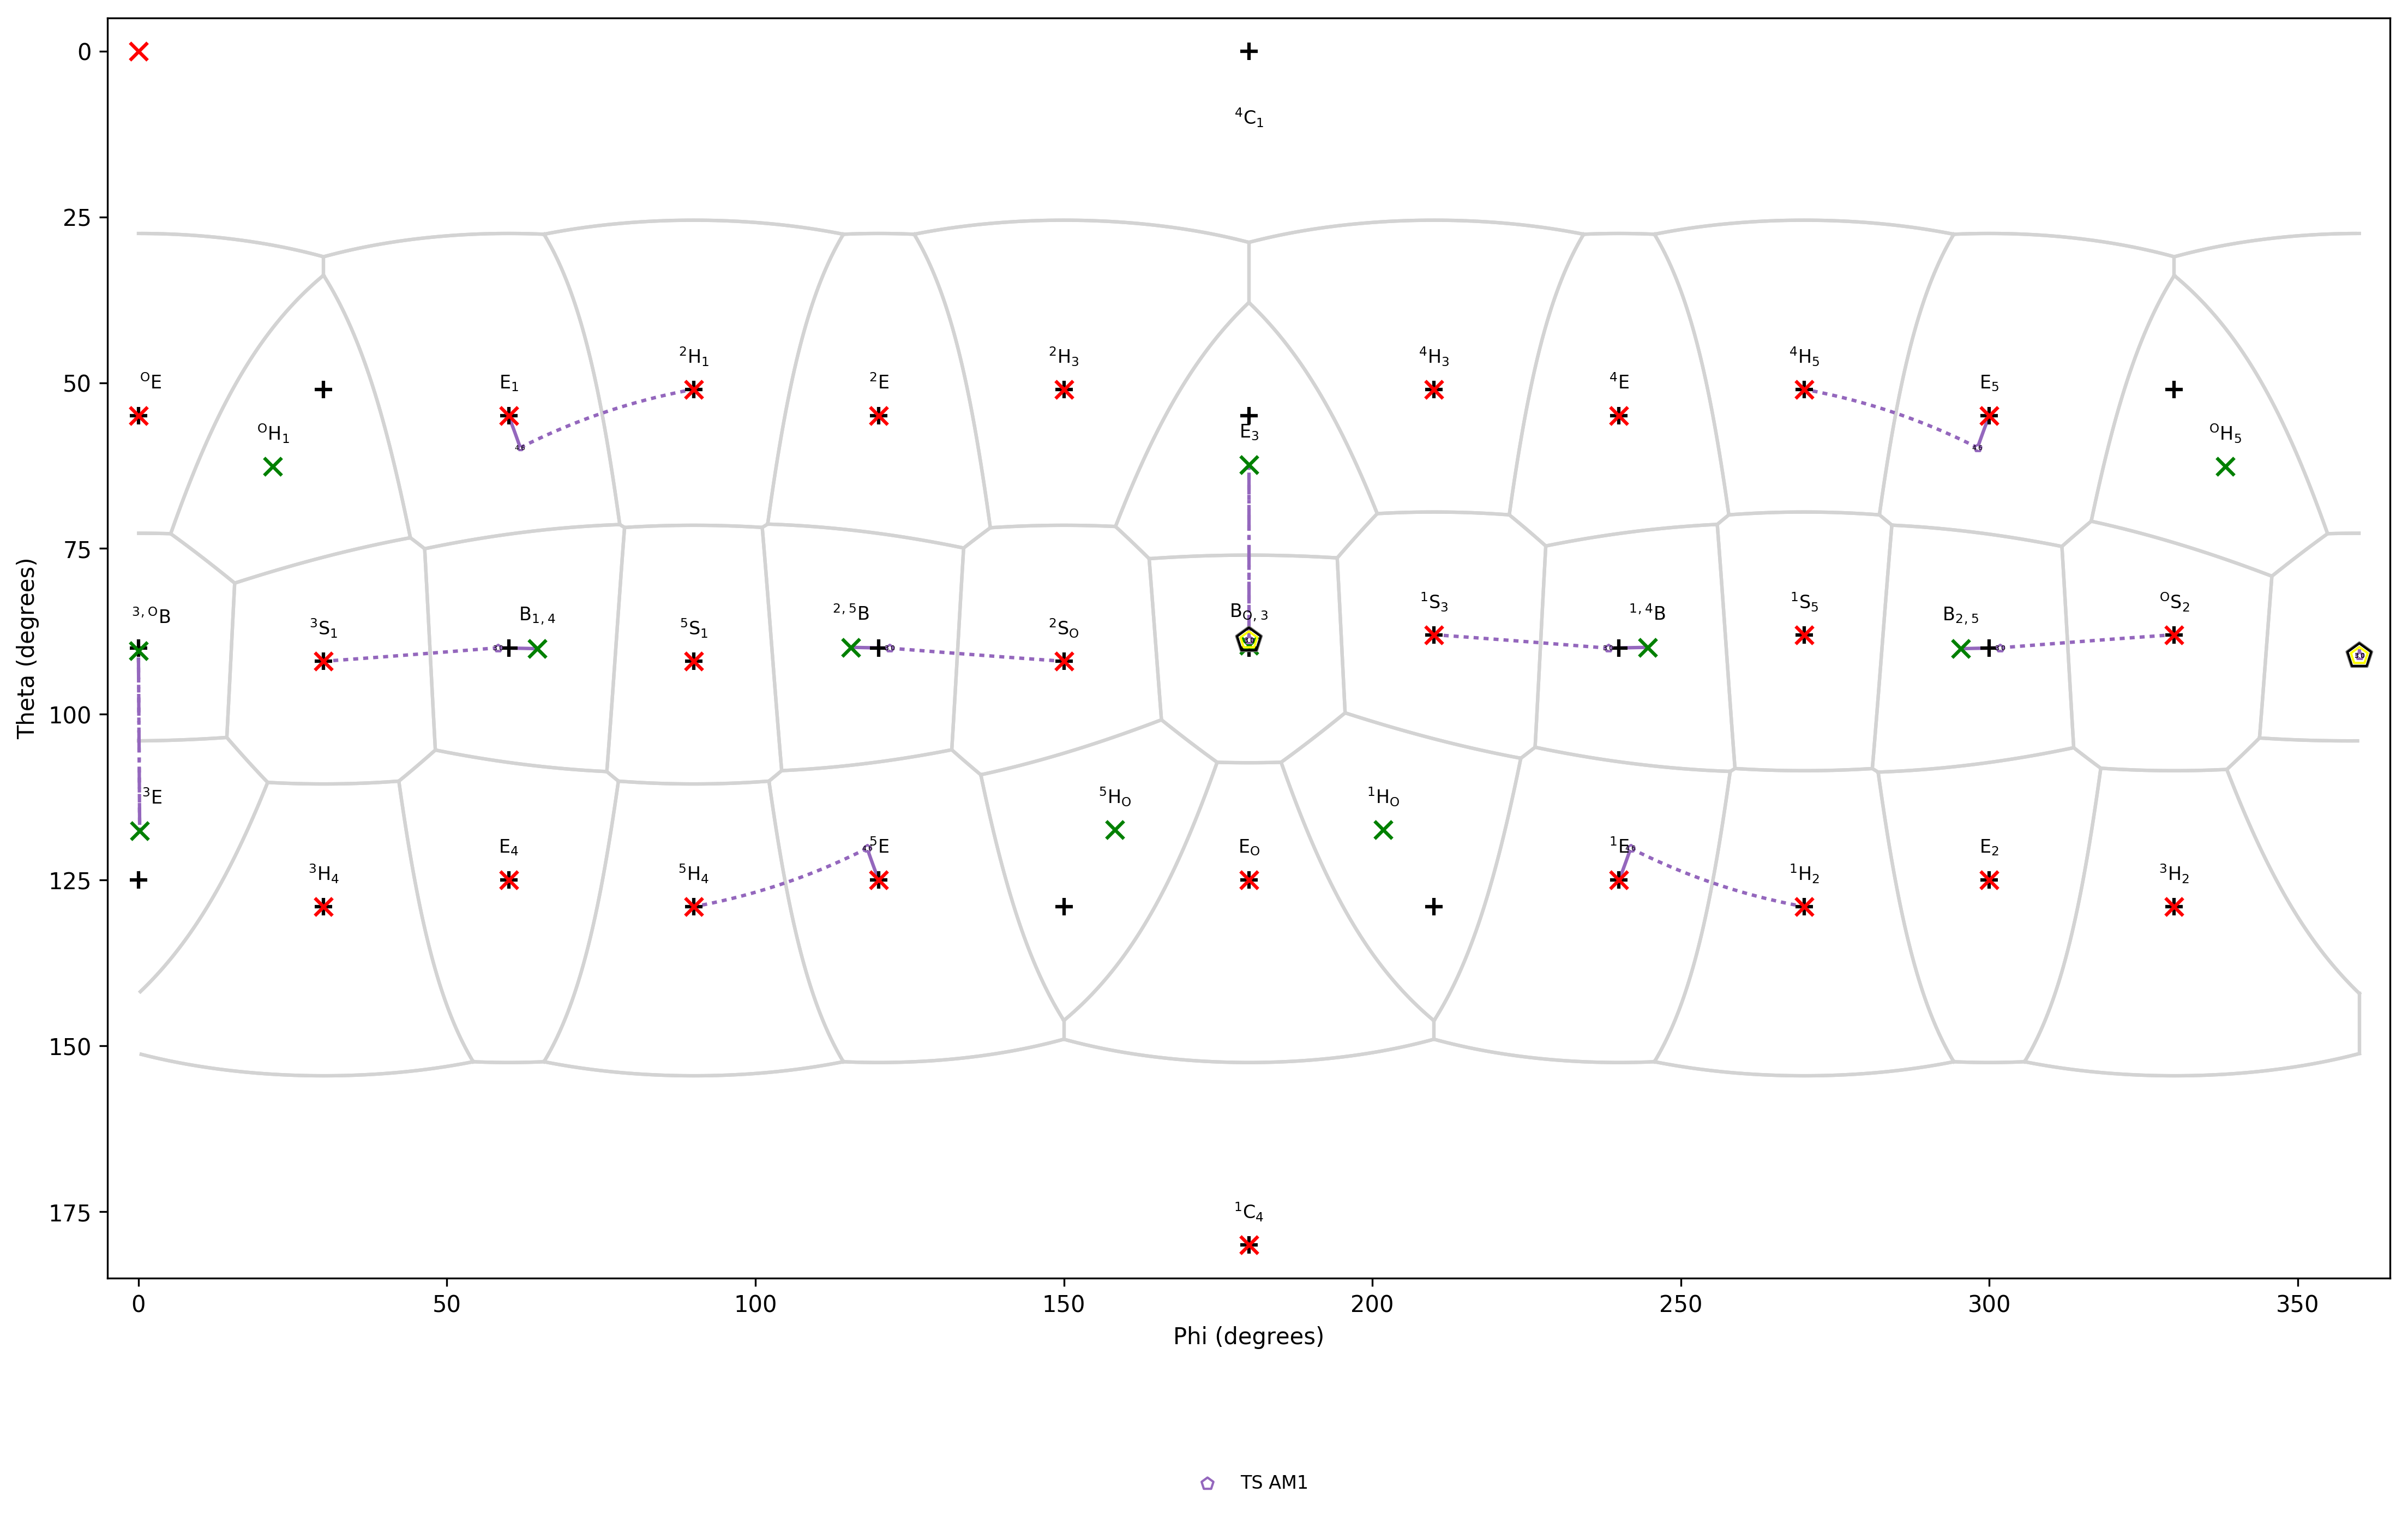 0
⁴C₁
25
50
ᴼE
ᴼH₁
E₁
²H₁
²E
²H₃
E₃
⁴H₃
⁴E
⁴H₅
E₅
ᴼH₅
75
³,ᴼB
³S₁
B₁,₄
⁵S₁
²,⁵B
²Sₒ
Bₒ,₃
¹S₃
¹,⁴B
¹S₅
B₂,₅
ᴼS₂
Theta (degrees)
100
³E
⁵Hₒ
¹Hₒ
125
³H₄
E₄
⁵H₄
⁵E
Eₒ
¹E
¹H₂
E₂
³H₂
150
175
¹C₄
0 50 100 150 200 250 300 350
Phi (degrees)
TS AM1